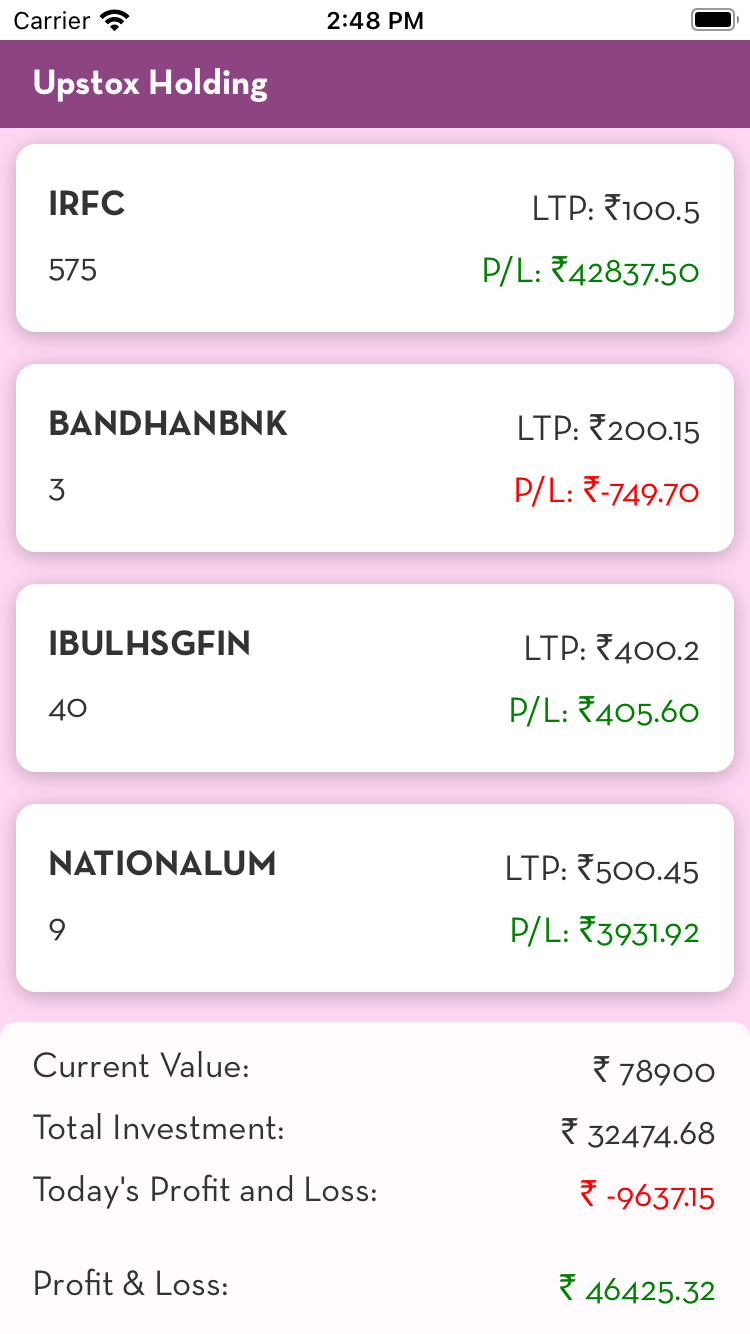 Carrier 2:48 PM
Upstox Holding
IRFC LTP: ₹100.5
575 P/L: ₹42837.50
BANDHANBNK LTP: ₹200.15
3 P/L: ₹-749.70
IBULHSGFIN LTP: ₹400.2
40 P/L: ₹405.60
NATIONALUM LTP: ₹500.45
9 P/L: ₹3931.92
Current Value: ₹ 78900
Total Investment: ₹ 32474.68
Today's Profit and Loss: ₹ -9637.15
Profit & Loss: ₹ 46425.32